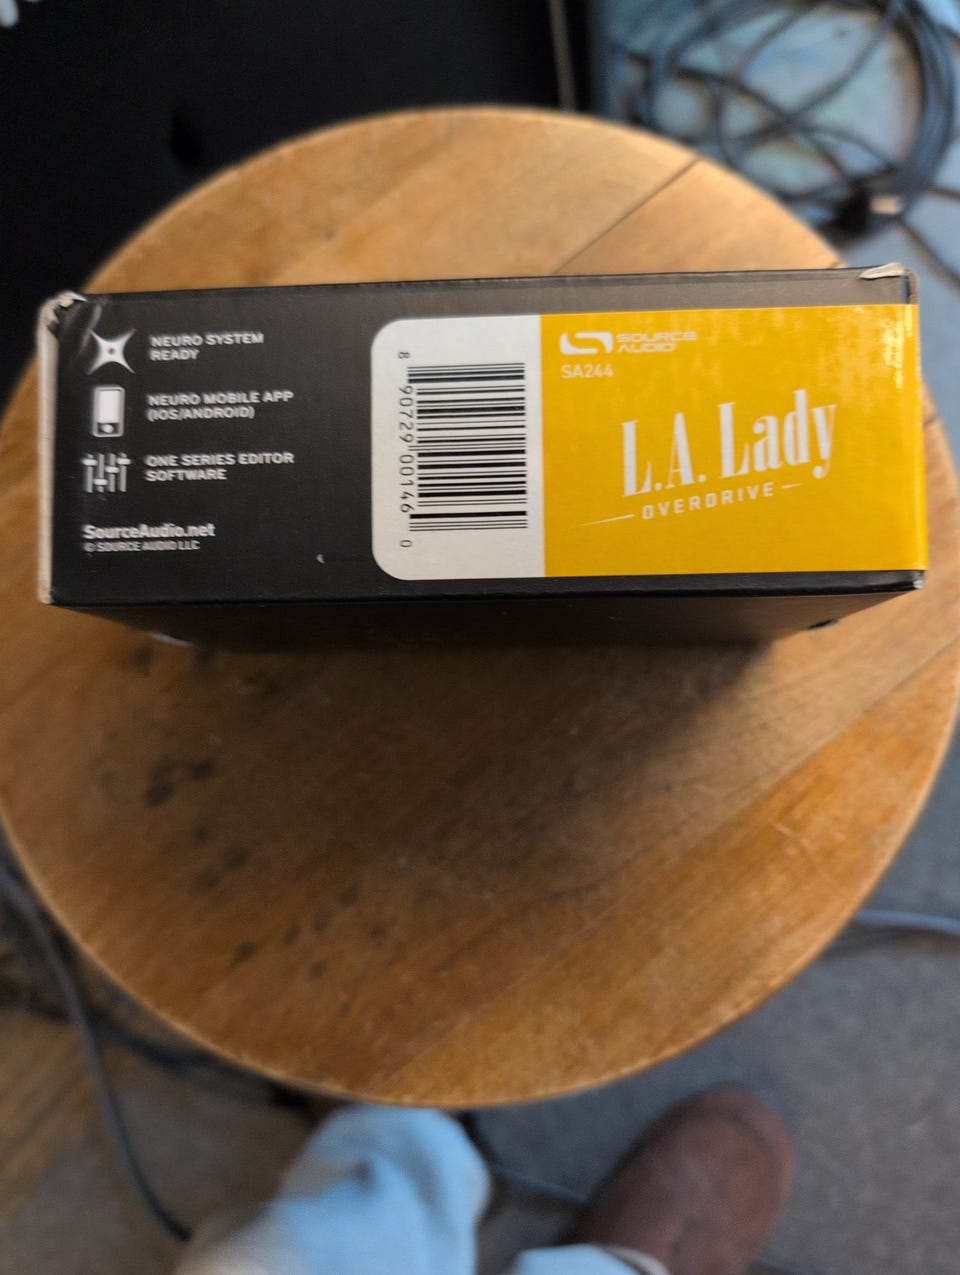 NEURO SYSTEM
READY
NEURO MOBILE APP
(IOS/ANDROID)
ONE SERIES EDITOR
SOFTWARE
SourceAudio.net
© SOURCE AUDIO LLC
8 90729 00146 0
SOURCE
AUDIO
SA244
L.A. Lady
OVERDRIVE